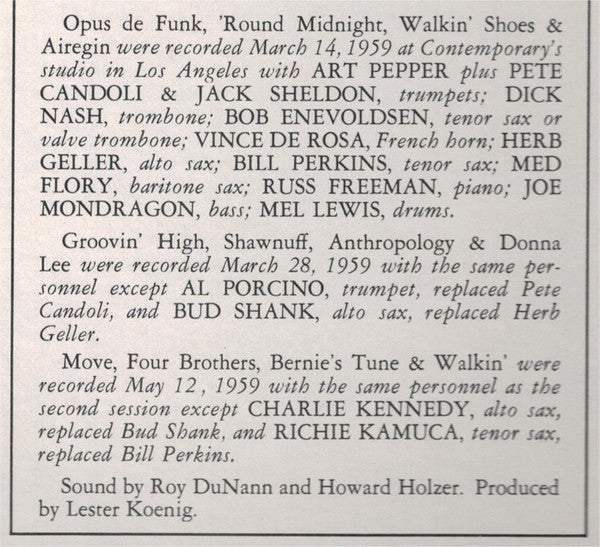 Opus de Funk, 'Round Midnight, Walkin' Shoes &
Airegin were recorded March 14, 1959 at Contemporary's
studio in Los Angeles with ART PEPPER plus PETE
CANDOLI & JACK SHELDON, trumpets; DICK
NASH, trombone; BOB ENEVOLDSEN, tenor sax or
valve trombone; VINCE DE ROSA, French horn; HERB
GELLER, alto sax; BILL PERKINS, tenor sax; MED
FLORY, baritone sax; RUSS FREEMAN, piano; JOE
MONDRAGON, bass; MEL LEWIS, drums.
Groovin' High, Shawnuff, Anthropology & Donna
Lee were recorded March 28, 1959 with the same per-
sonnel except AL PORCINO, trumpet, replaced Pete
Candoli, and BUD SHANK, alto sax, replaced Herb
Geller.
Move, Four Brothers, Bernie's Tune & Walkin' were
recorded May 12, 1959 with the same personnel as the
second session except CHARLIE KENNEDY, alto sax,
replaced Bud Shank, and RICHIE KAMUCA, tenor sax,
replaced Bill Perkins.
Sound by Roy DuNann and Howard Holzer. Produced
by Lester Koenig.